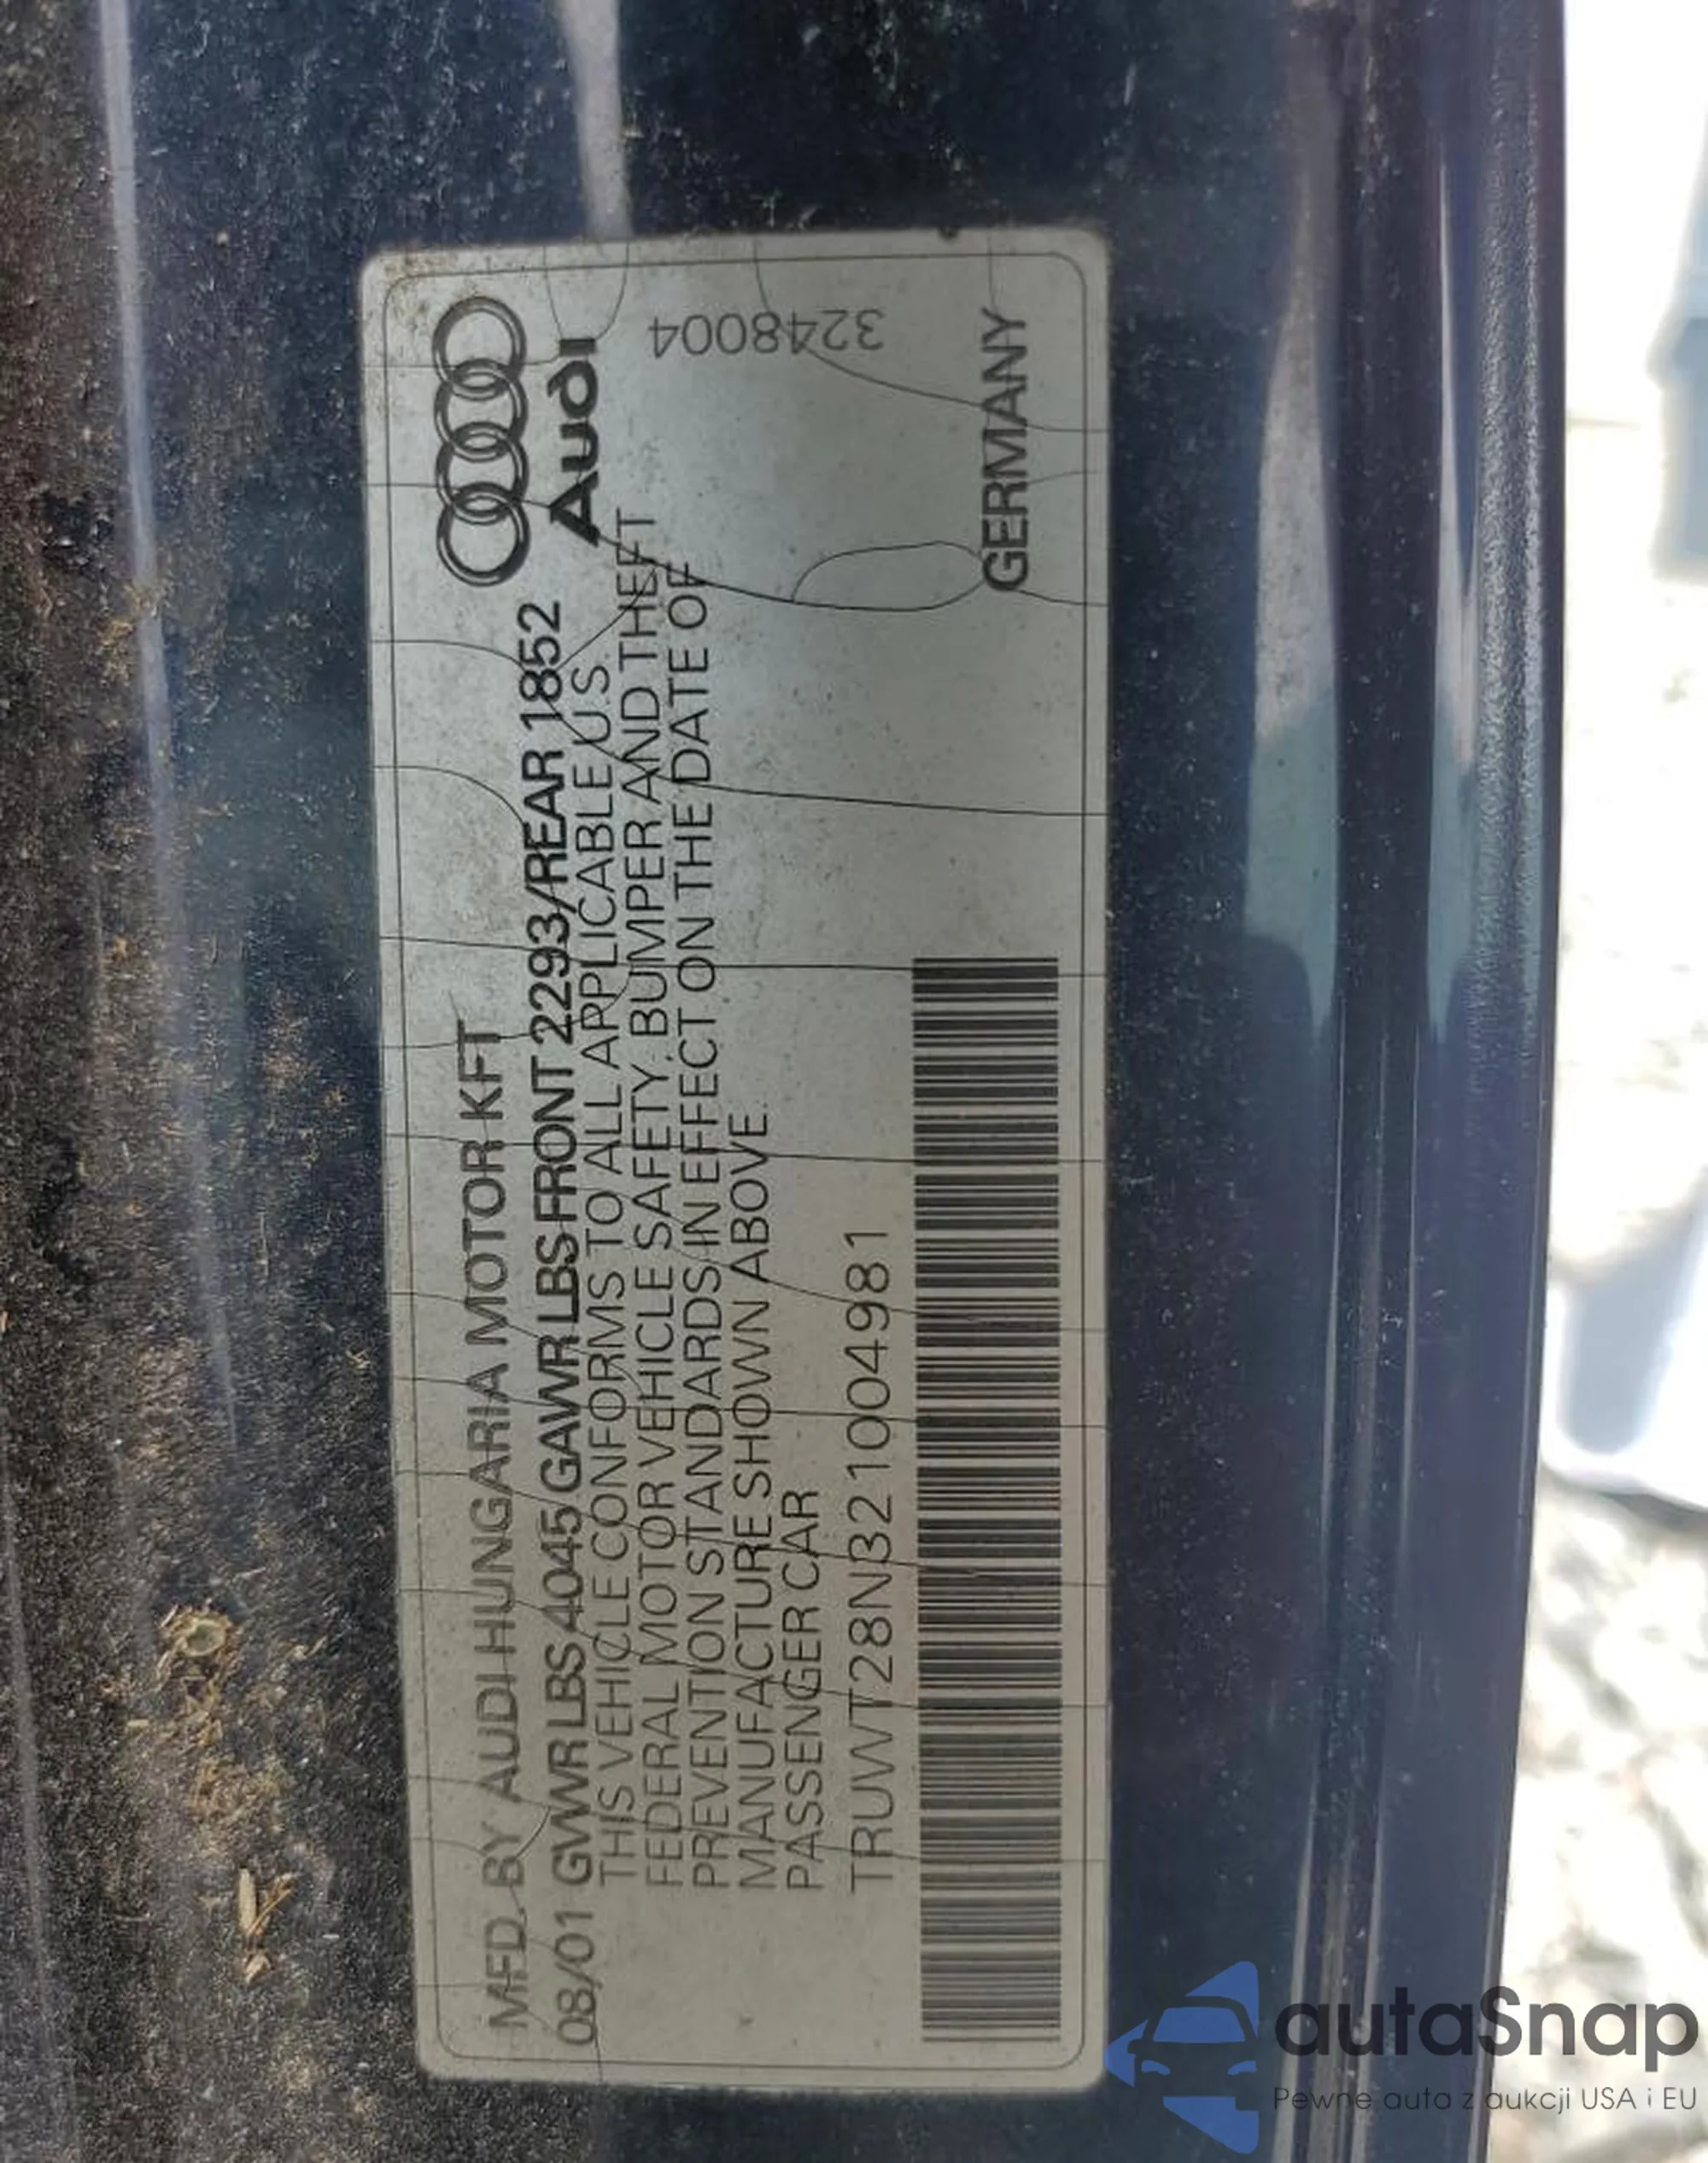 MFD. BY AUDI HUNGARIA MOTOR KFT
08/01 GVWR LBS 4045 GAWR LBS FRONT 2293/REAR 1852
THIS VEHICLE CONFORMS TO ALL APPLICABLE U.S.
FEDERAL MOTOR VEHICLE SAFETY, BUMPER AND THEFT
PREVENTION STANDARDS IN EFFECT ON THE DATE OF
MANUFACTURE SHOWN ABOVE.
PASSENGER CAR
TRUWT28N321004981
Audi
3248004
GERMANY
autaSnap
Pewne auta z aukcji USA i EU